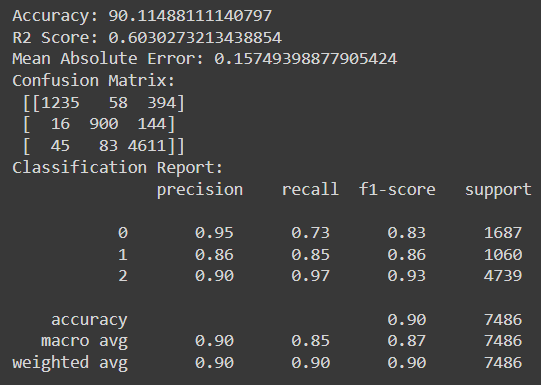 Accuracy: 90.11488111140797
R2 Score: 0.6030273213438854
Mean Absolute Error: 0.15749398877905424
Confusion Matrix:
 [[1235   58  394]
 [  16  900  144]
 [  45   83 4611]]
Classification Report:
              precision    recall  f1-score   support

           0       0.95      0.73      0.83      1687
           1       0.86      0.85      0.86      1060
           2       0.90      0.97      0.93      4739

    accuracy                           0.90      7486
   macro avg       0.90      0.85      0.87      7486
weighted avg       0.90      0.90      0.90      7486